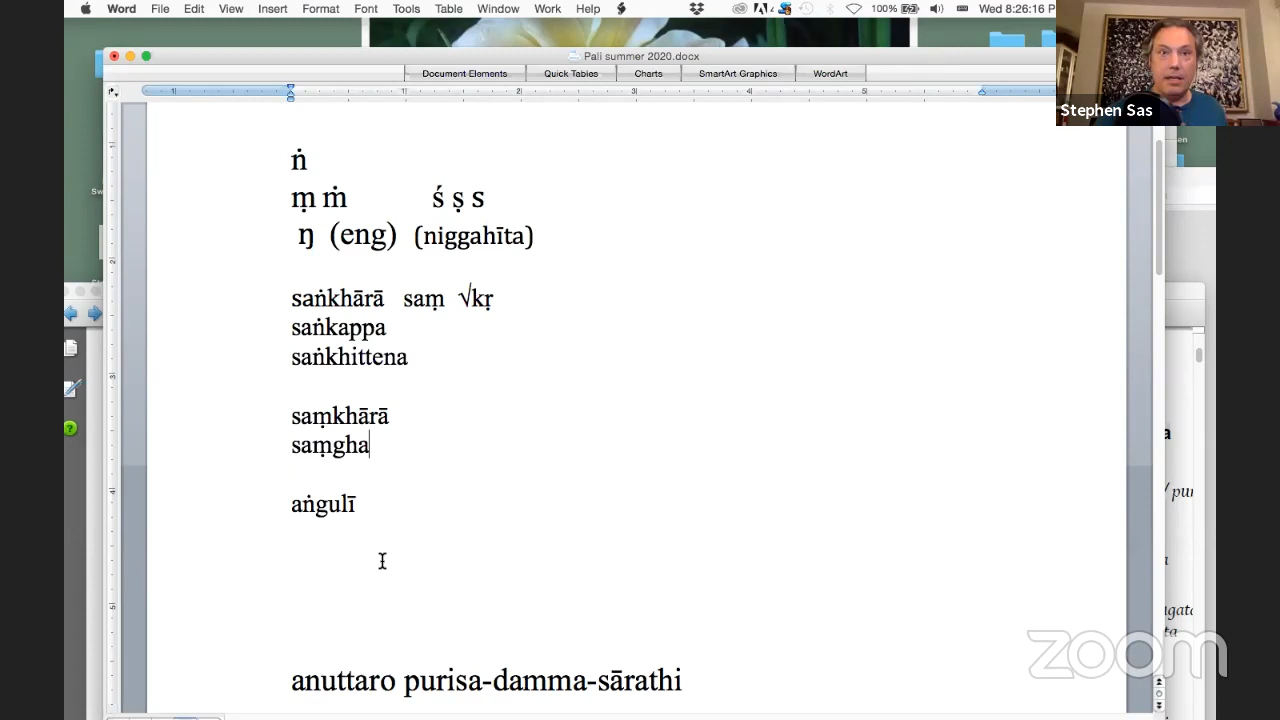 Word File Edit View Insert Format Font Tools Table Window Work Help 100% Wed 8:26:16 P
Pali summer 2020.docx
Document Elements Quick Tables Charts SmartArt Graphics WordArt
Stephen Sas
ṅ
ṃ ṁ ś ṣ s
ŋ (eng) (niggahīta)
saṅkhārā saṃ √kṛ
saṅkappa
saṅkhittena
saṃkhārā
saṃgha
aṅgulī
anuttaro purisa-damma-sārathi
zoom